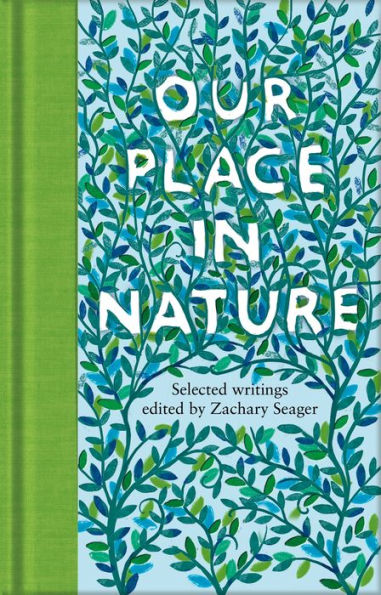 OUR
PLACE
IN
NATURE
Selected writings
edited by Zachary Seager